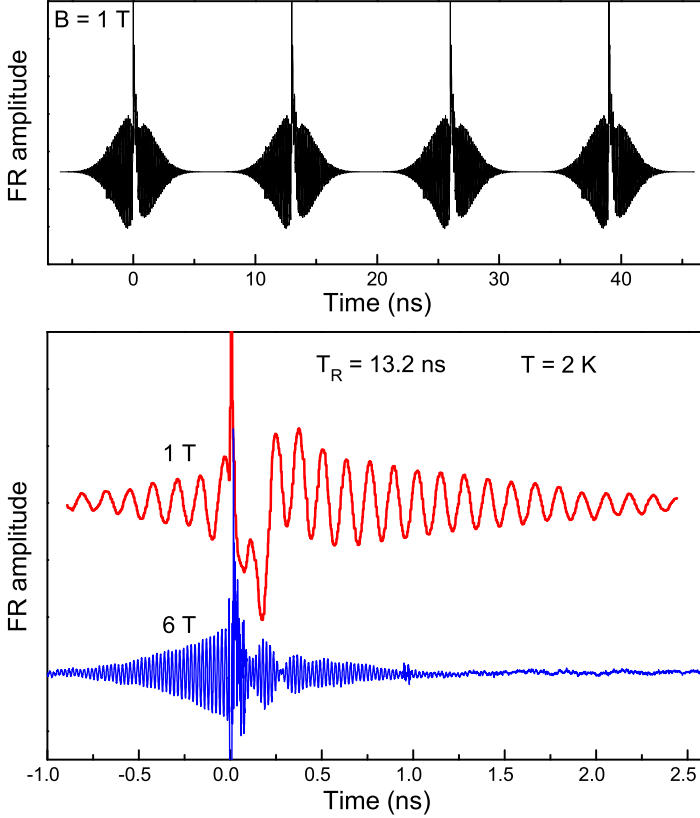 B = 1 T
FR amplitude
0 10 20 30 40
Time (ns)
T_R = 13.2 ns T = 2 K
1 T
6 T
FR amplitude
-1.0 -0.5 0.0 0.5 1.0 1.5 2.0 2.5
Time (ns)